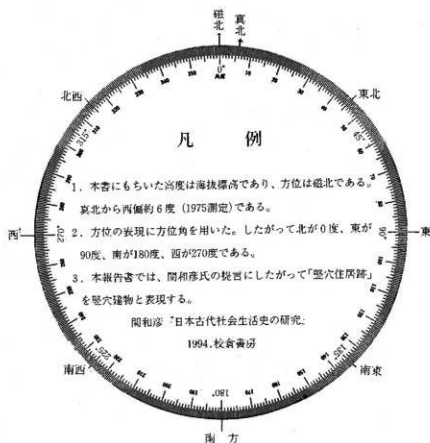 磁北
真北
0°
北西
東北
315°
45°
凡 例
1. 本書にもちいた高度は海抜標高であり、方位は磁北である。
真北から西偏約6度(1975測定)である。
2. 方位の表現に方位角を用いた。したがって北が0度、東が
90度、南が180度、西が270度である。
3. 本報告書では、関和彦氏の提言にしたがって「竪穴住居跡」
を竪穴建物と表現する。
関和彦『日本古代社会生活史の研究』
1994.校倉書房
西
270°
90°
東
225°
135°
南西
南東
180°
南方